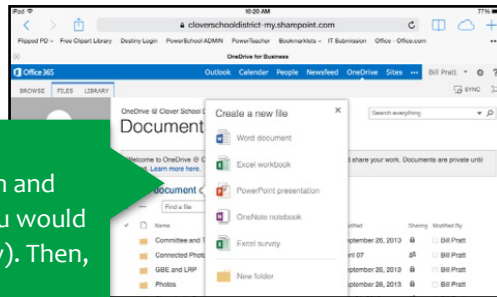 iPod
10:20 AM
77%
cloverschooldistrict-my.sharepoint.com
Flipped PD - Free Clipart Library Destiny Login PowerSchool ADMIN PowerTeacher Bookmarklets - IT Submission Office - Office.com
OneDrive for Business
Office 365
Outlook Calendar People Newsfeed OneDrive Sites ... Bill Pratt ?
BROWSE FILES LIBRARY
SYNC
OneDrive @ Clover School D
Create a new file
Search everything
Document
Word document
Welcome to OneDrive @ C
d share your work. Documents are private until
Learn more here.
Excel workbook
ocument
PowerPoint presentation
Find a file
OneNote notebook
Name
Sharing Modified By
Excel survey
Committee and T
eptember 26, 2013 Bill Pratt
Connected Photo
ril 07 Bill Pratt
GBE and LRP
eptember 26, 2013 Bill Pratt
New folder
Photos
eptember 26, 2013 Bill Pratt
n and
u would
y). Then,